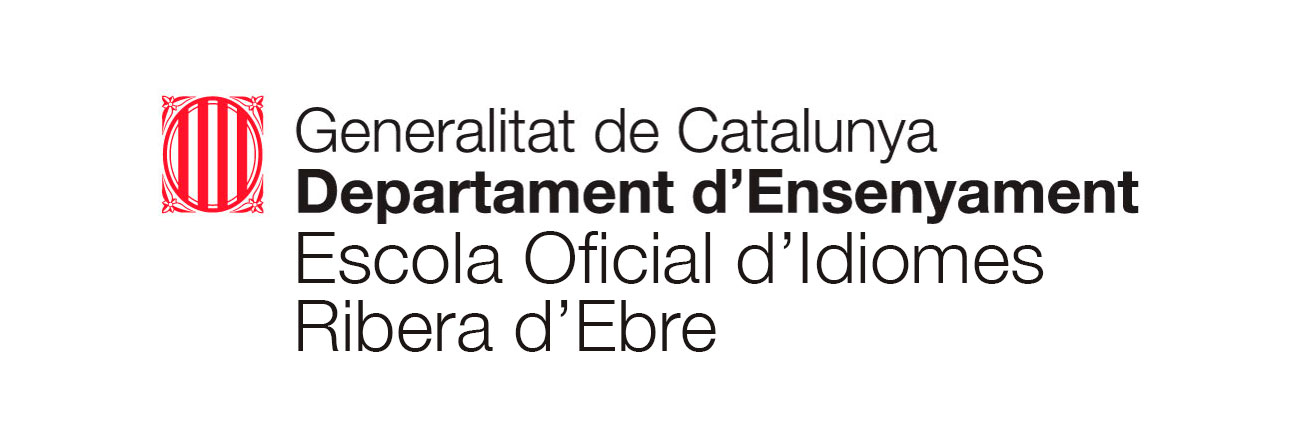 Generalitat de Catalunya
Departament d’Ensenyament
Escola Oficial d’Idiomes
Ribera d’Ebre